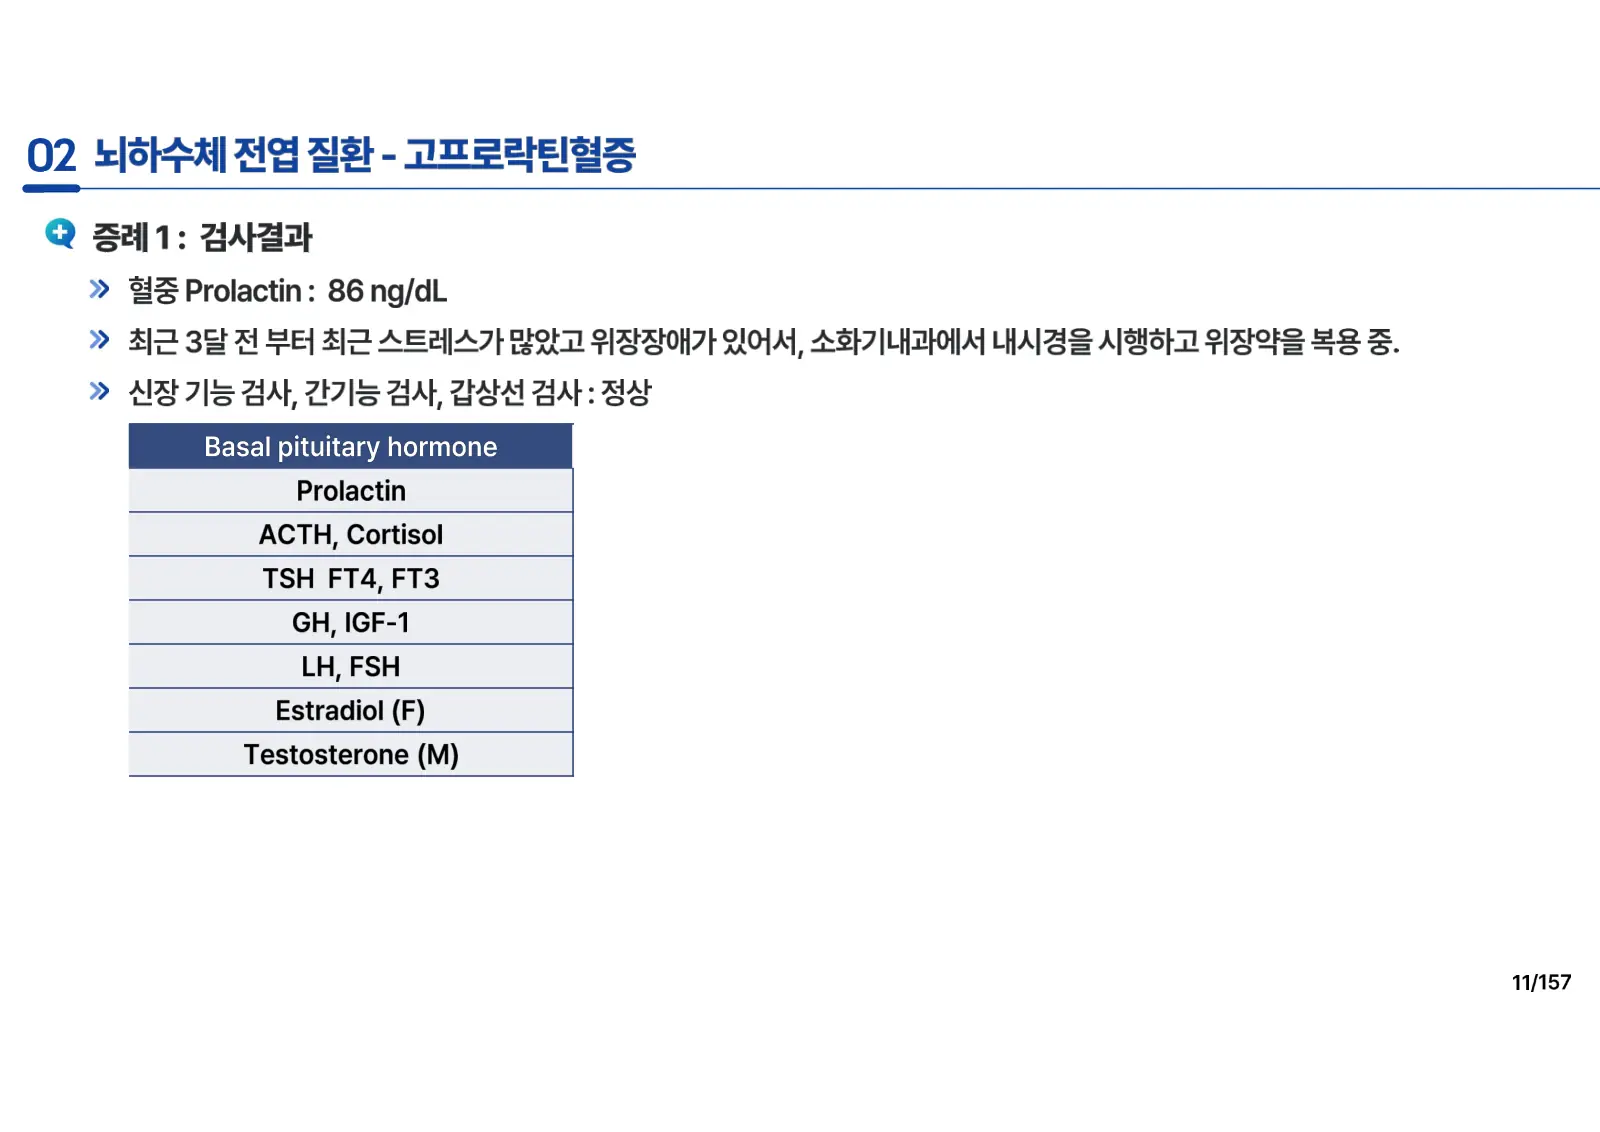 02 뇌하수체 전엽 질환 - 고프로락틴혈증
증례 1 : 검사결과
혈중 Prolactin : 86 ng/dL
최근 3달 전 부터 최근 스트레스가 많았고 위장장애가 있어서, 소화기내과에서 내시경을 시행하고 위장약을 복용 중.
신장 기능 검사, 간기능 검사, 갑상선 검사 : 정상
Basal pituitary hormone
Prolactin
ACTH, Cortisol
TSH FT4, FT3
GH, IGF-1
LH, FSH
Estradiol (F)
Testosterone (M)
11/157